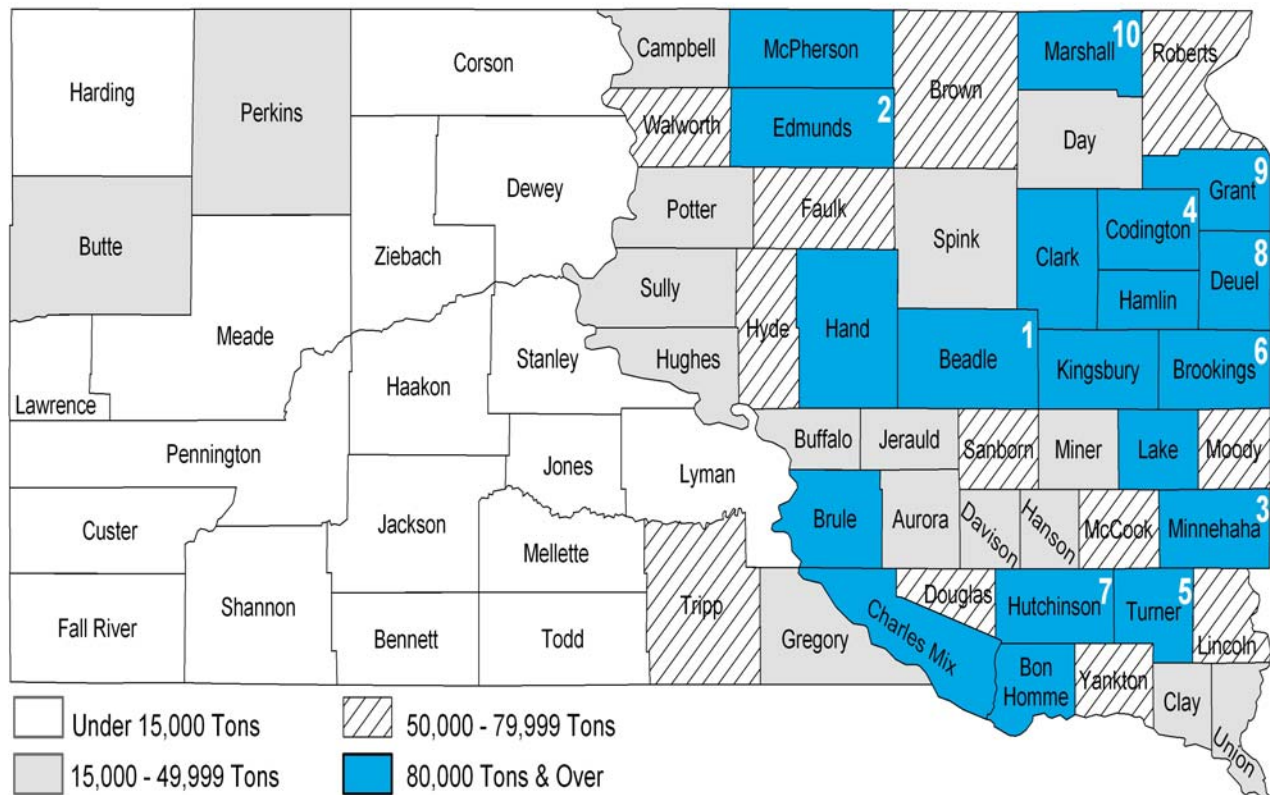 Harding
Perkins
Corson
Campbell
McPherson
Brown
Marshall 10
Roberts
Walworth
Edmunds 2
Day
Butte
Dewey
Ziebach
Potter
Faulk
Spink
Clark
Codington 4
Grant 9
Meade
Sully
Hyde
Hand
Beadle 1
Hamlin
Deuel 8
Lawrence
Haakon
Stanley
Hughes
Kingsbury
Brookings 6
Pennington
Jones
Lyman
Buffalo
Jerauld
Sanborn
Miner
Lake
Moody
Custer
Jackson
Mellette
Brule
Aurora
Davison
Hanson
McCook
Minnehaha 3
Fall River
Shannon
Bennett
Todd
Tripp
Gregory
Charles Mix
Douglas
Hutchinson 7
Turner 5
Lincoln
Bon
Homme
Yankton
Clay
Union
Under 15,000 Tons
50,000 - 79,999 Tons
15,000 - 49,999 Tons
80,000 Tons & Over